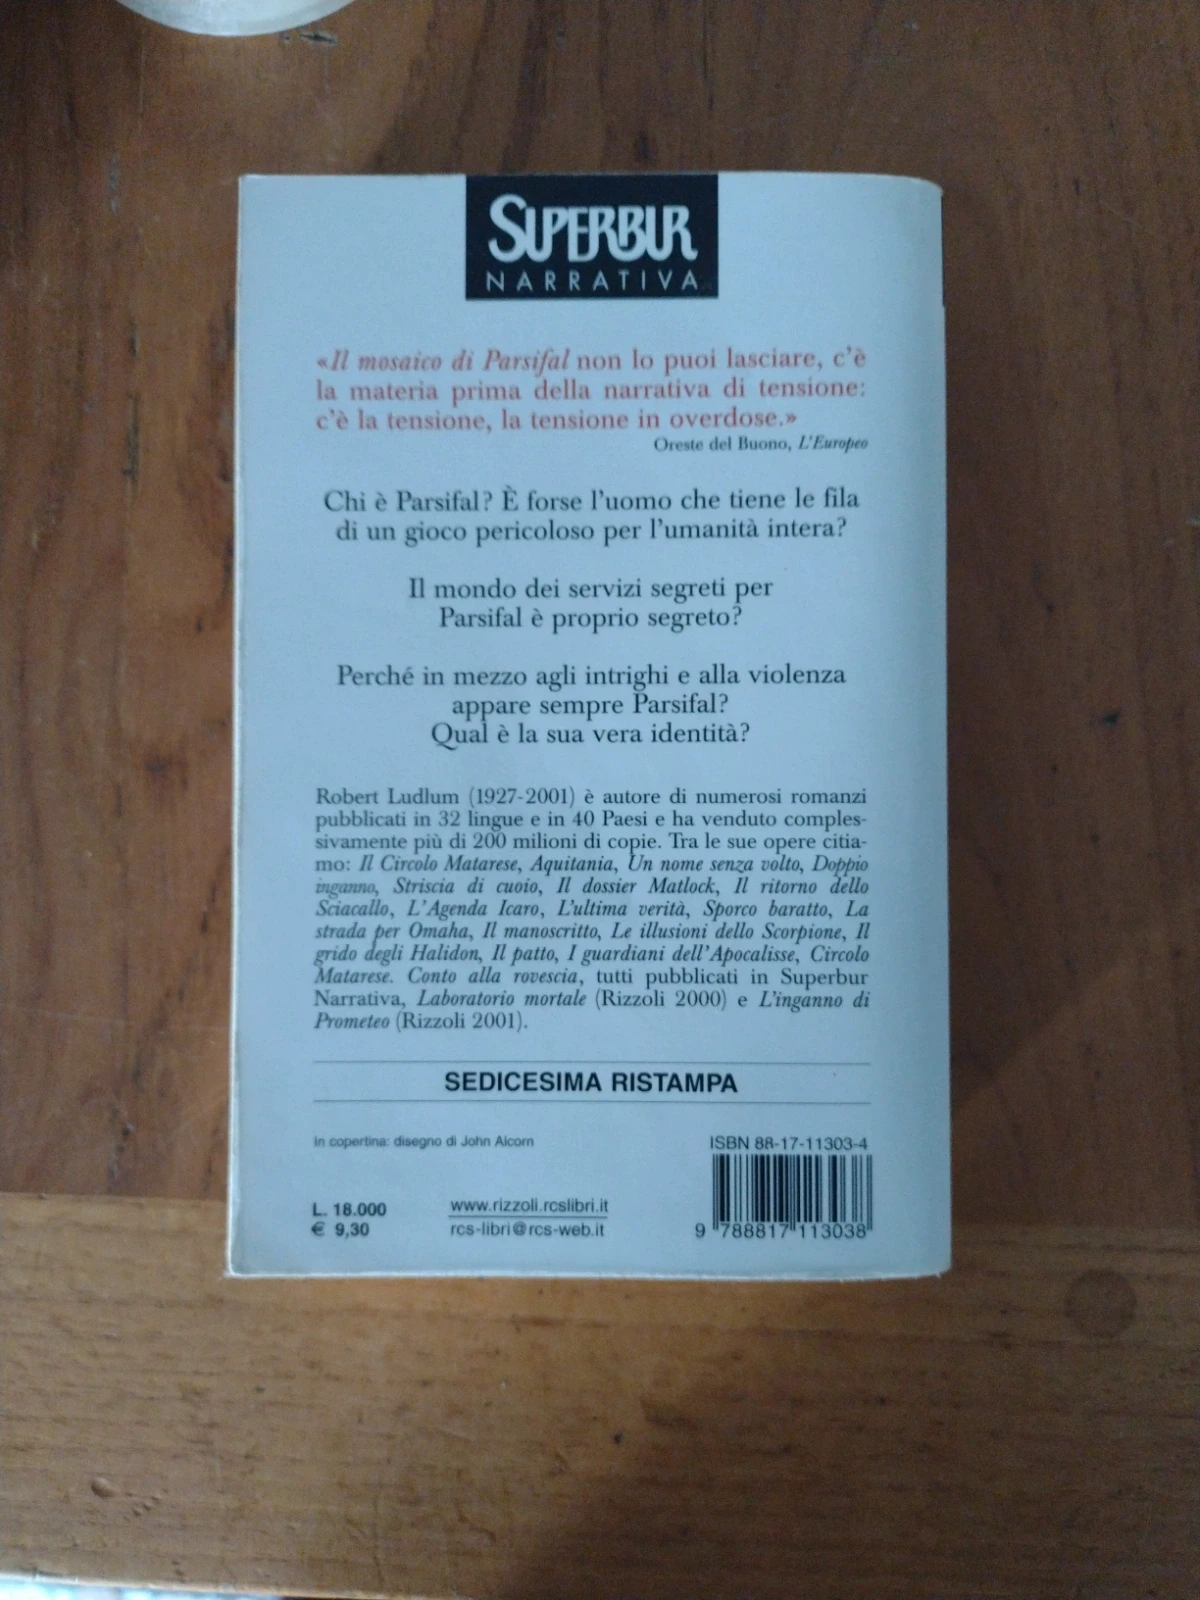 SUPERBUR
NARRATIVA
«Il mosaico di Parsifal non lo puoi lasciare, c'è
la materia prima della narrativa di tensione:
c'è la tensione, la tensione in overdose.»
Oreste del Buono, L'Europeo
Chi è Parsifal? È forse l'uomo che tiene le fila
di un gioco pericoloso per l'umanità intera?
Il mondo dei servizi segreti per
Parsifal è proprio segreto?
Perché in mezzo agli intrighi e alla violenza
appare sempre Parsifal?
Qual è la sua vera identità?
Robert Ludlum (1927-2001) è autore di numerosi romanzi
pubblicati in 32 lingue e in 40 Paesi e ha venduto comples-
sivamente più di 200 milioni di copie. Tra le sue opere citia-
mo: Il Circolo Matarese, Aquitania, Un nome senza volto, Doppio
inganno, Striscia di cuoio, Il dossier Matlock, Il ritorno dello
Sciacallo, L'Agenda Icaro, L'ultima verità, Sporco baratto, La
strada per Omaha, Il manoscritto, Le illusioni dello Scorpione, Il
grido degli Halidon, Il patto, I guardiani dell'Apocalisse, Circolo
Matarese. Conto alla rovescia, tutti pubblicati in Superbur
Narrativa, Laboratorio mortale (Rizzoli 2000) e L'inganno di
Prometeo (Rizzoli 2001).
SEDICESIMA RISTAMPA
In copertina: disegno di John Alcorn
ISBN 88-17-11303-4
L. 18.000
€ 9,30
www.rizzoli.rcslibri.it
rcs-libri@rcs-web.it
9 788817 113038